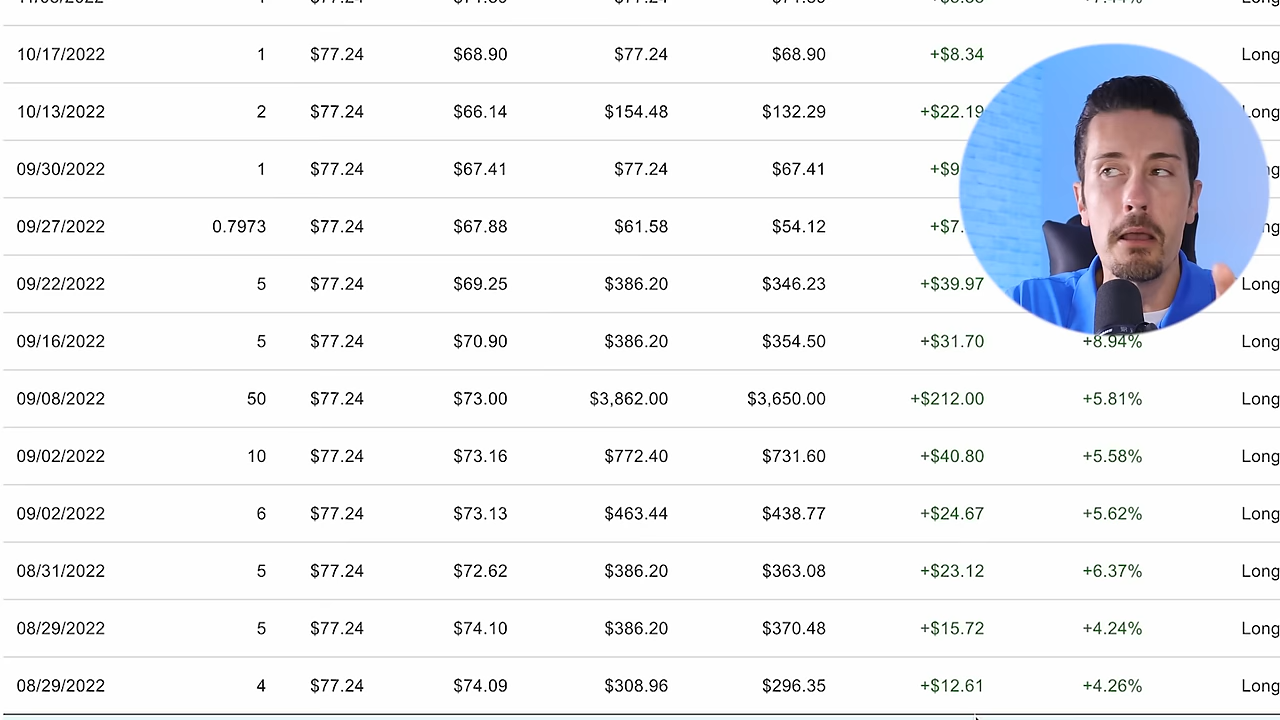 10/17/2022 1 $77.24 $68.90 $77.24 $68.90 +$8.34 Long
10/13/2022 2 $77.24 $66.14 $154.48 $132.29 +$22.19
09/30/2022 1 $77.24 $67.41 $77.24 $67.41 +$9
09/27/2022 0.7973 $77.24 $67.88 $61.58 $54.12 +$7.
09/22/2022 5 $77.24 $69.25 $386.20 $346.23 +$39.97 Long
09/16/2022 5 $77.24 $70.90 $386.20 $354.50 +$31.70 +8.94% Long
09/08/2022 50 $77.24 $73.00 $3,862.00 $3,650.00 +$212.00 +5.81% Long
09/02/2022 10 $77.24 $73.16 $772.40 $731.60 +$40.80 +5.58% Long
09/02/2022 6 $77.24 $73.13 $463.44 $438.77 +$24.67 +5.62% Long
08/31/2022 5 $77.24 $72.62 $386.20 $363.08 +$23.12 +6.37% Long
08/29/2022 5 $77.24 $74.10 $386.20 $370.48 +$15.72 +4.24% Long
08/29/2022 4 $77.24 $74.09 $308.96 $296.35 +$12.61 +4.26% Long